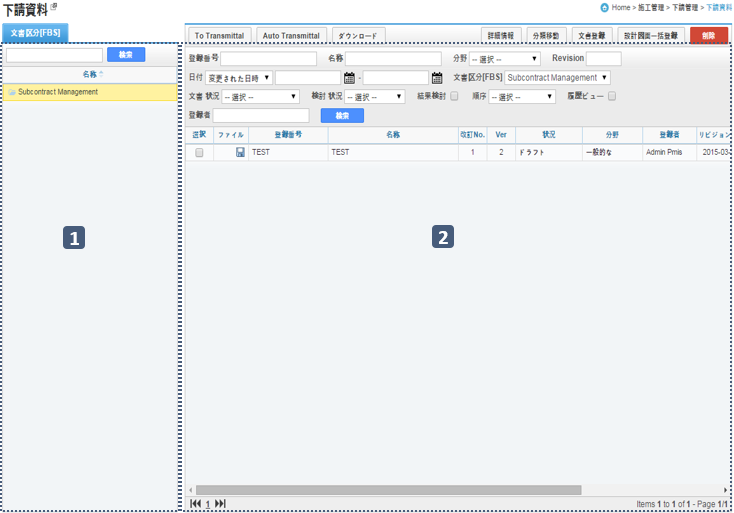 下請資料
Home > 施工管理 > 下請管理 > 下請資料
文書区分[FBS]
検索
名称
Subcontract Management
1
To Transmittal Auto Transmittal ダウンロード 詳細情報 分類移動 文書登録 設計図面一括登録 削除
登録番号 名称 分野 -- 選択 -- Revision
日付 変更された日時 - 文書区分[FBS] Subcontract Management
文書 状況 -- 選択 -- 検討 状況 -- 選択 -- 結果検討 順序 -- 選択 -- 履歴ビュー
登録者 検索
選択 ファイル 登録番号 名称 改訂No. Ver 状況 分野 登録者 リビジョン
TEST TEST 1 2 ドラフト 一般的な Admin Pmis 2015-03-
2
1 Items 1 to 1 of 1 - Page 1/1